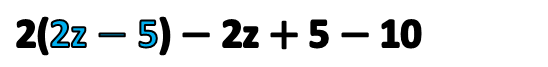 2(2z – 5) – 2z + 5 – 10